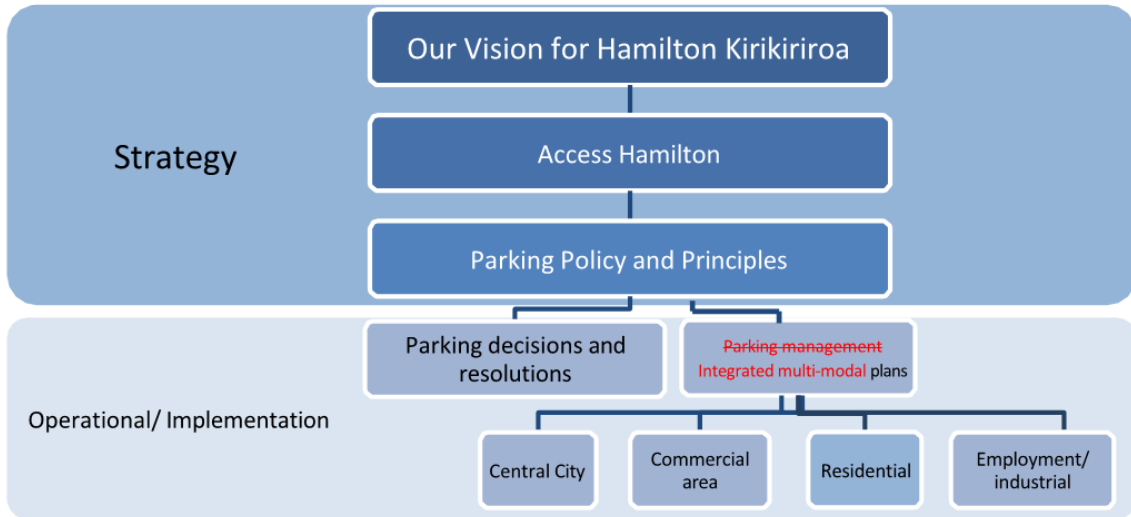 Our Vision for Hamilton Kirikiriroa
Strategy
Access Hamilton
Parking Policy and Principles
Parking decisions and
resolutions
Parking management
Integrated multi-modal plans
Operational/ Implementation
Central City
Commercial
area
Residential
Employment/
industrial